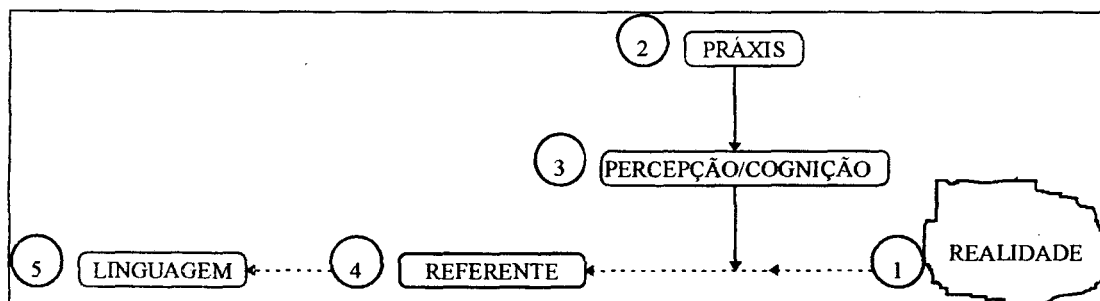 2 PRÁXIS
3 PERCEPÇÃO/COGNIÇÃO
5 LINGUAGEM 4 REFERENTE 1 REALIDADE